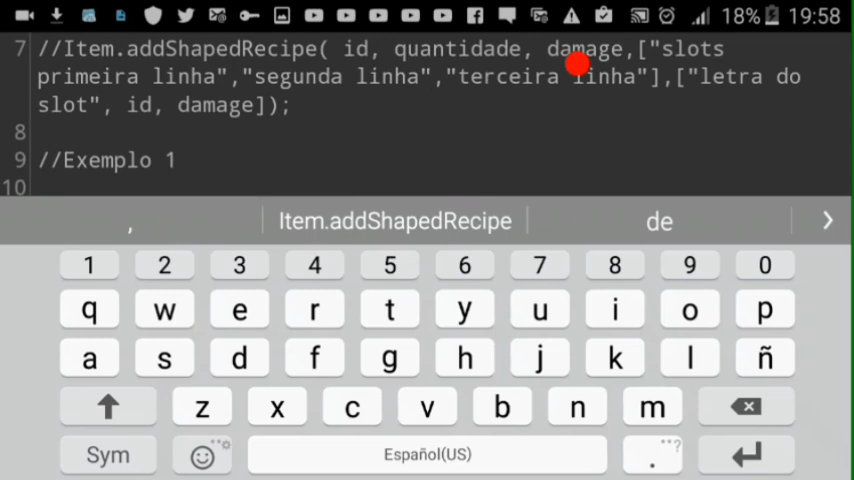 18% 19:58
7 //Item.addShapedRecipe( id, quantidade, damage,["slots
primeira linha","segunda linha","terceira linha"],["letra do
slot", id, damage]);
8
9 //Exemplo 1
10
, Item.addShapedRecipe de >
1 2 3 4 5 6 7 8 9 0
q w e r t y u i o p
a s d f g h j k l ñ
z x c v b n m
Sym Español(US) . ,?